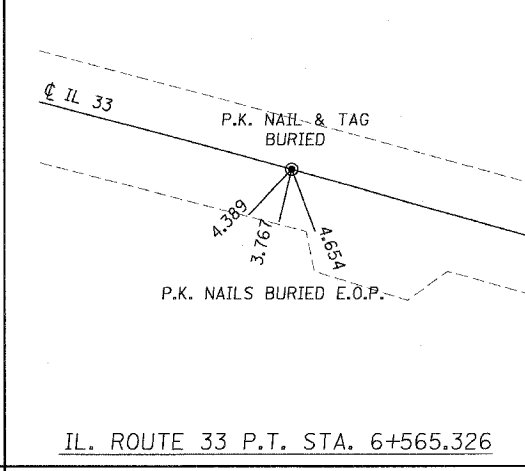 ℄ IL 33
P.K. NAIL & TAG
BURIED
4.389
3.767
4.654
P.K. NAILS BURIED E.O.P.
IL. ROUTE 33 P.T. STA. 6+565.326